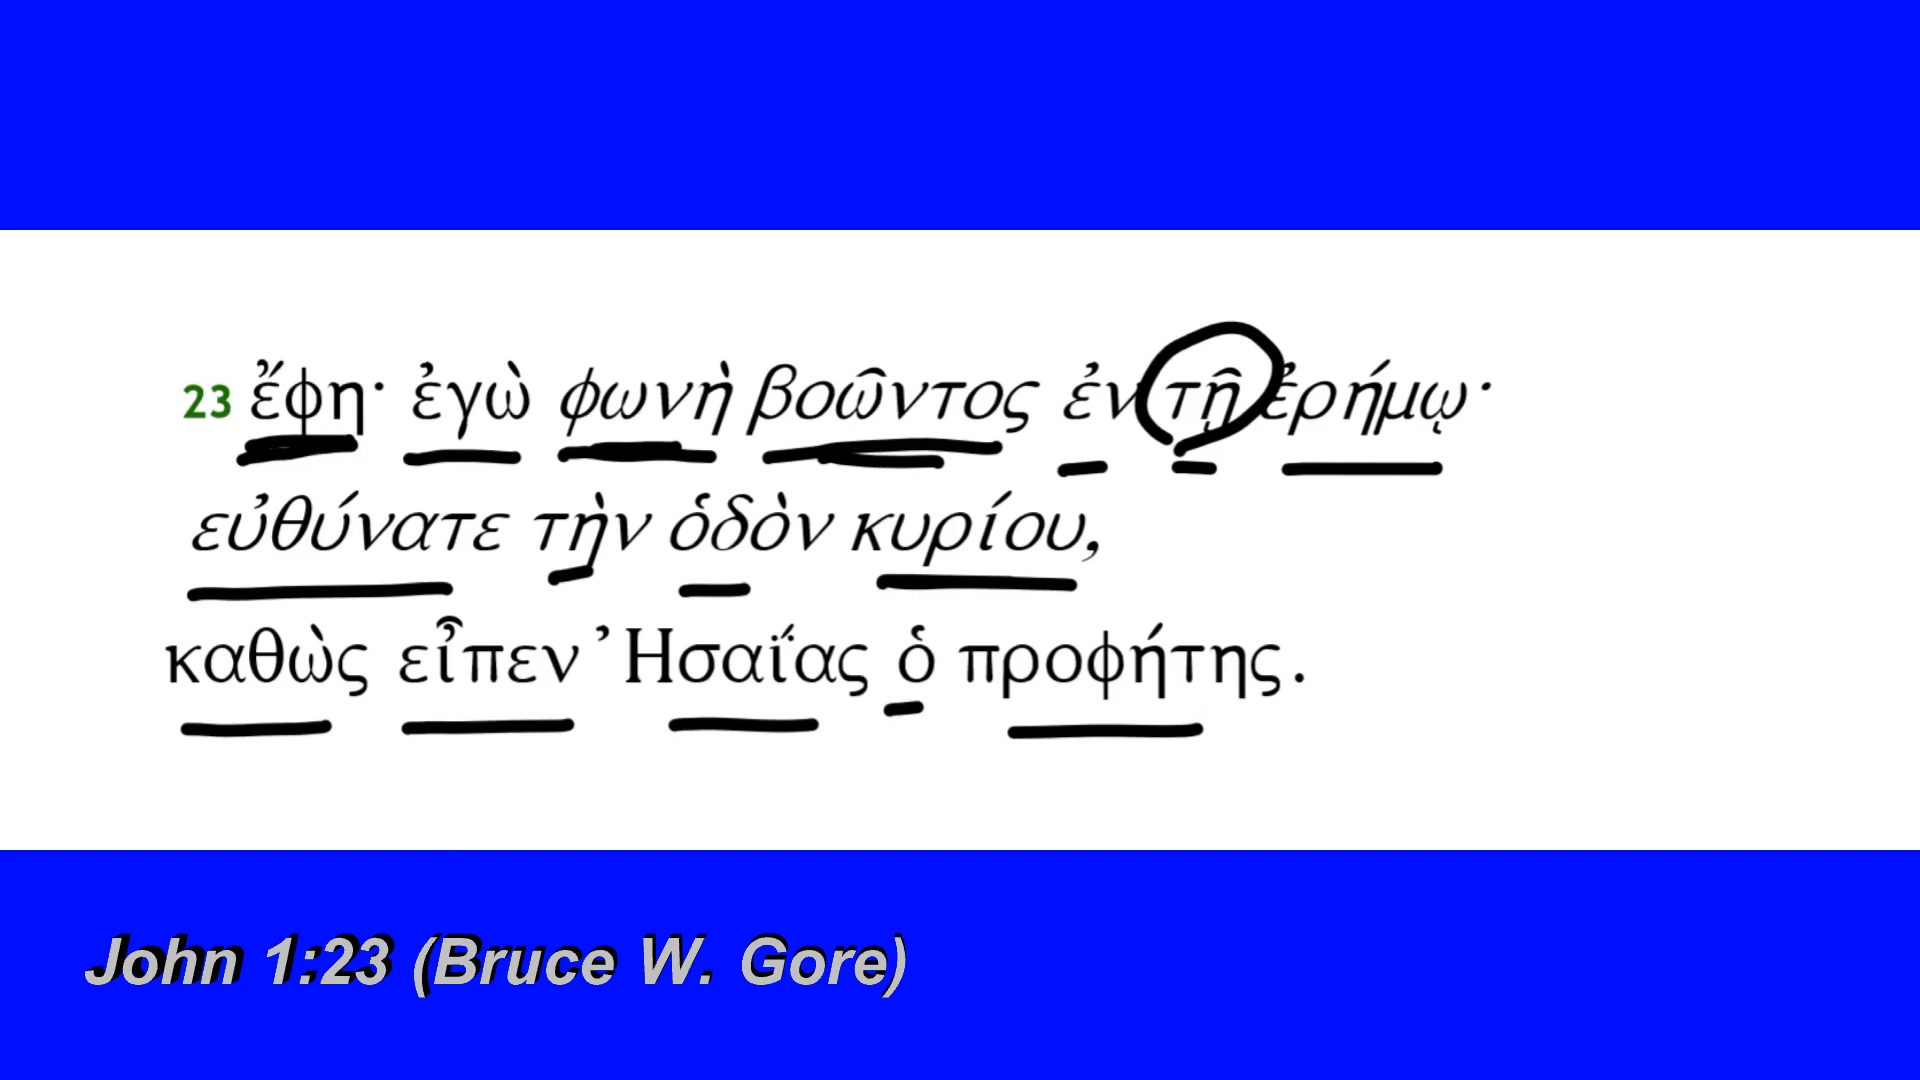 23 ἔφη· ἐγὼ φωνὴ βοῶντος ἐν τῇ ἐρήμῳ·
εὐθύνατε τὴν ὁδὸν κυρίου,
καθὼς εἶπεν Ἠσαΐας ὁ προφήτης.
John 1:23 (Bruce W. Gore)